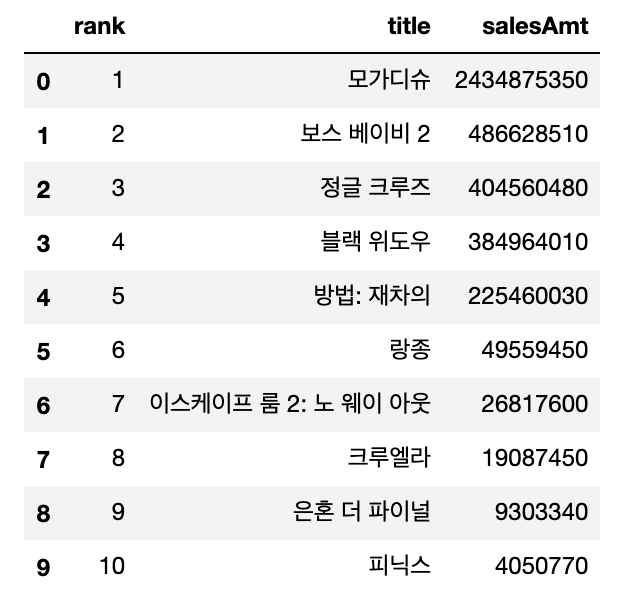 rank title salesAmt
0 1 모가디슈 2434875350
1 2 보스 베이비 2 486628510
2 3 정글 크루즈 404560480
3 4 블랙 위도우 384964010
4 5 방법: 재차의 225460030
5 6 랑종 49559450
6 7 이스케이프 룸 2: 노 웨이 아웃 26817600
7 8 크루엘라 19087450
8 9 은혼 더 파이널 9303340
9 10 피닉스 4050770